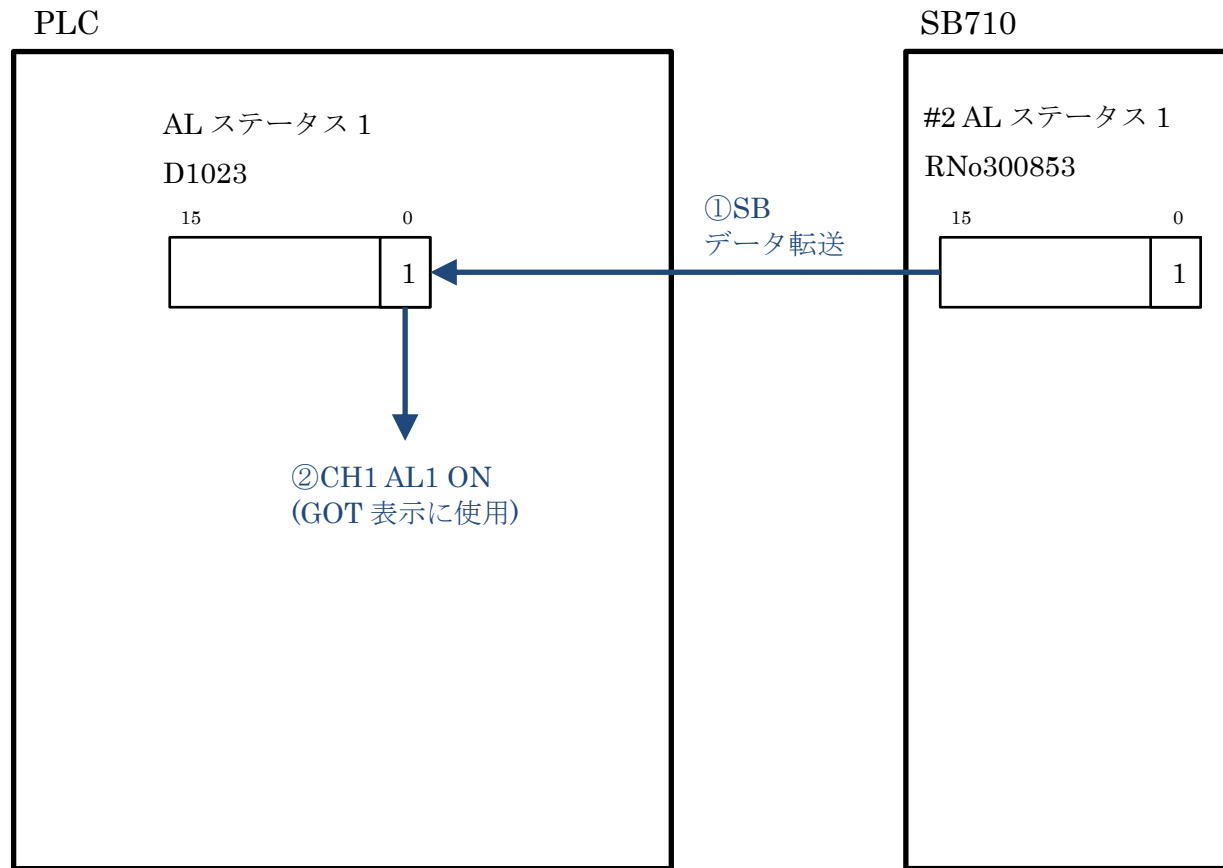 PLC
SB710
AL ステータス 1
D1023
15 0
1
①SB
データ転送
#2 AL ステータス 1
RNo300853
15 0
1
②CH1 AL1 ON
(GOT 表示に使用)